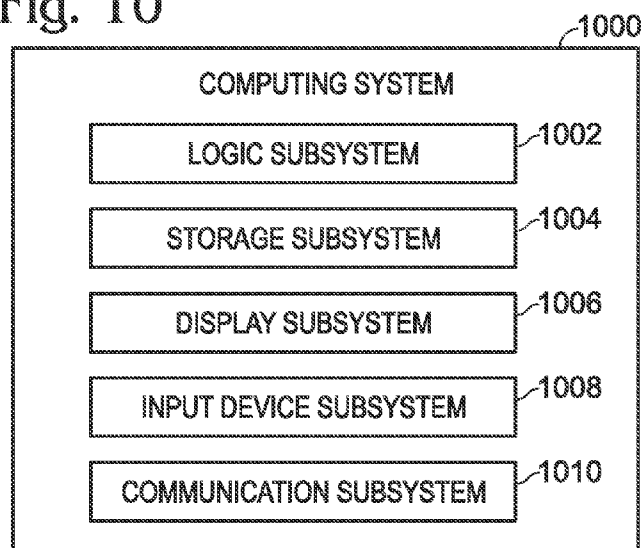 Fig. 10
1000
COMPUTING SYSTEM
LOGIC SUBSYSTEM
1002
STORAGE SUBSYSTEM
1004
DISPLAY SUBSYSTEM
1006
INPUT DEVICE SUBSYSTEM
1008
COMMUNICATION SUBSYSTEM
1010